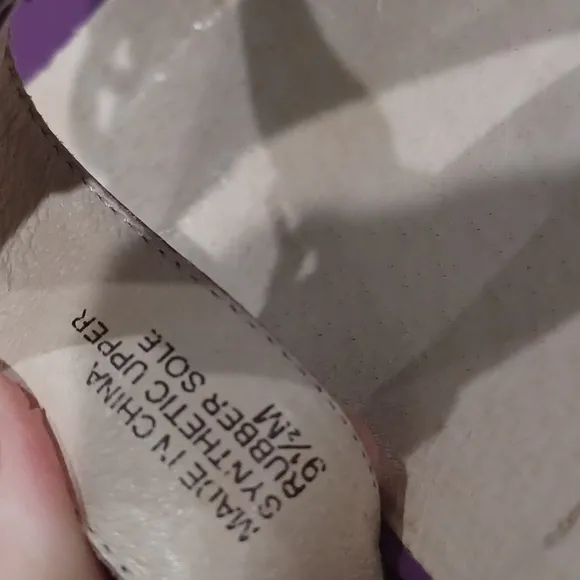 MADE IN CHINA
SYNTHETIC UPPER
RUBBER SOLE
9½M